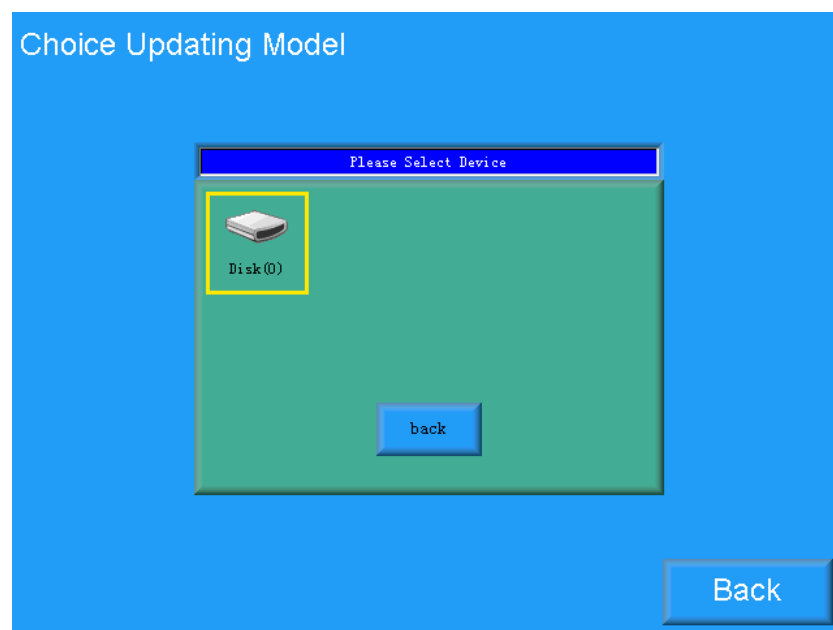 Choice Updating Model
Please Select Device
Disk(0)
back
Back